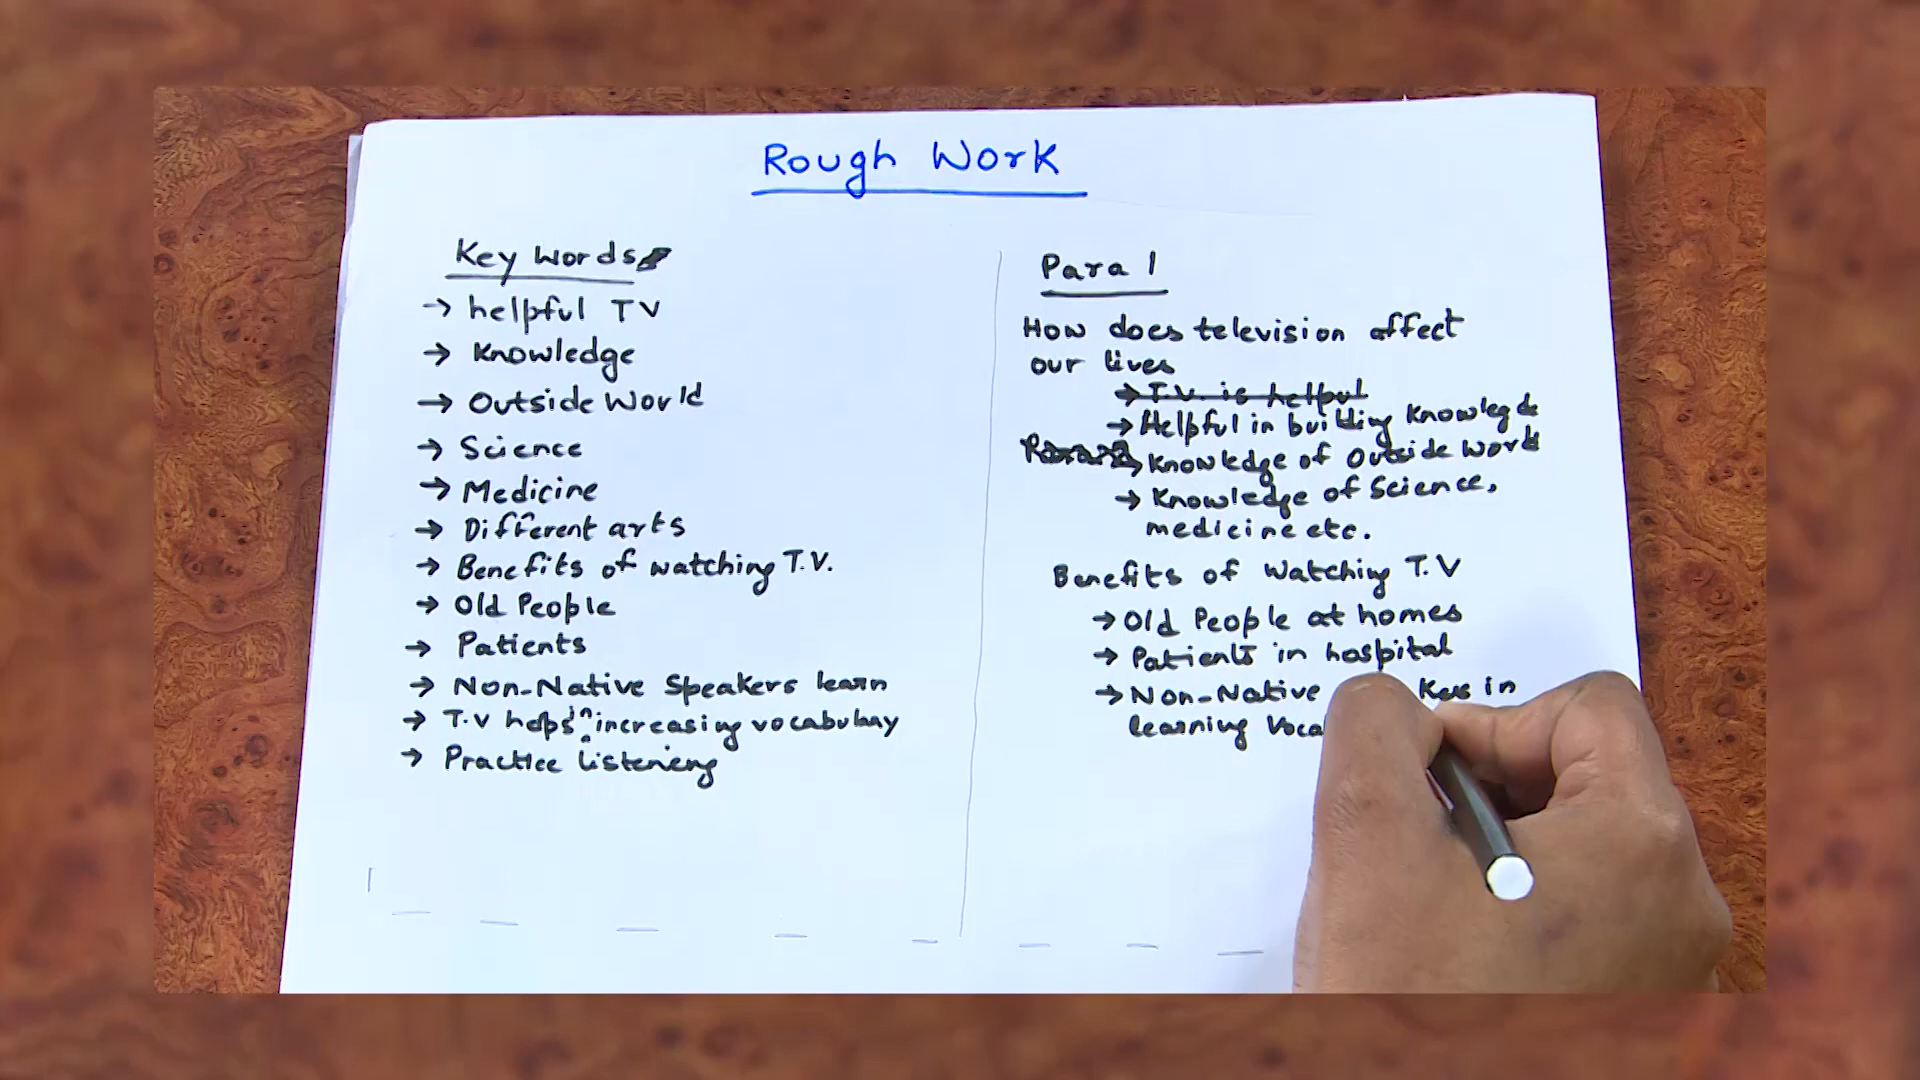 Rough Work
Key Words
→ helpful TV
→ Knowledge
→ Outside World
→ Science
→ Medicine
→ Different arts
→ Benefits of watching T.V.
→ Old People
→ Patients
→ Non-Native Speakers learn
→ T.V helps in increasing vocabulary
→ Practice listening
Para 1
How does television affect
our lives
→ T.V. is helpul
→ Helpful in building Knowlegde
→ Knowledge of Outside World
→ Knowledge of Science,
medicine etc.
Benefits of Watching T.V
→ Old People at homes
→ Patients in hospital
→ Non-Native in
learning